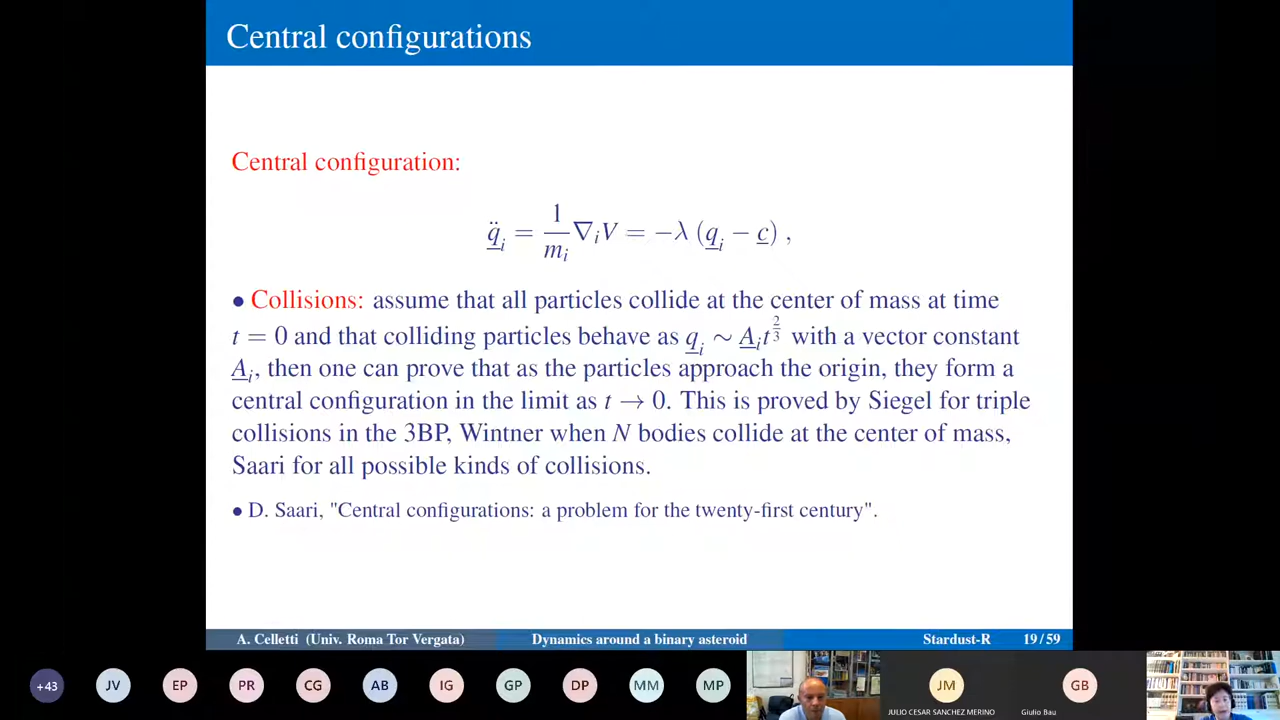 Central configurations
Central configuration:
q̈_i = 1/m_i ∇_i V = −λ (q_i − c) ,
• Collisions: assume that all particles collide at the center of mass at time
t = 0 and that colliding particles behave as q_i ∼ A_i t^{2/3} with a vector constant
A_i, then one can prove that as the particles approach the origin, they form a
central configuration in the limit as t → 0. This is proved by Siegel for triple
collisions in the 3BP, Wintner when N bodies collide at the center of mass,
Saari for all possible kinds of collisions.
• D. Saari, "Central configurations: a problem for the twenty-first century".
A. Celletti (Univ. Roma Tor Vergata) Dynamics around a binary asteroid Stardust-R 19 / 59
+43 JV EP PR CG AB IG GP DP MM MP JM GB
JULIO CESAR SANCHEZ MERINO Giulio Bau